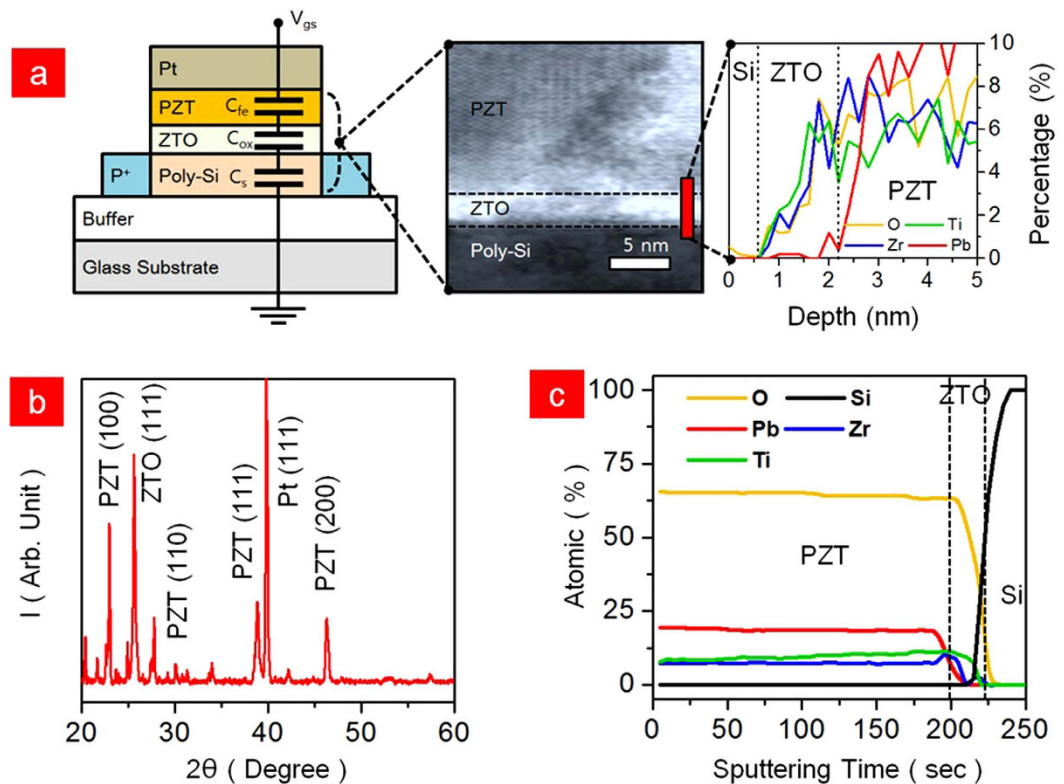 a
V_gs
Pt
PZT C_fe
ZTO C_ox
P⁺ Poly-Si C_s
Buffer
Glass Substrate
PZT
ZTO
Poly-Si
5 nm
Si ZTO
PZT
O Ti
Zr Pb
10
8
6
4
2
0
Percentage (%)
0 1 2 3 4 5
Depth (nm)
b
I ( Arb. Unit )
PZT (100)
ZTO (111)
PZT (110)
PZT (111)
Pt (111)
PZT (200)
20 30 40 50 60
2θ ( Degree )
c
Atomic ( % )
100
75
50
25
0
O Si
Pb Zr
Ti
ZTO
PZT
Si
0 50 100 150 200 250
Sputtering Time ( sec )